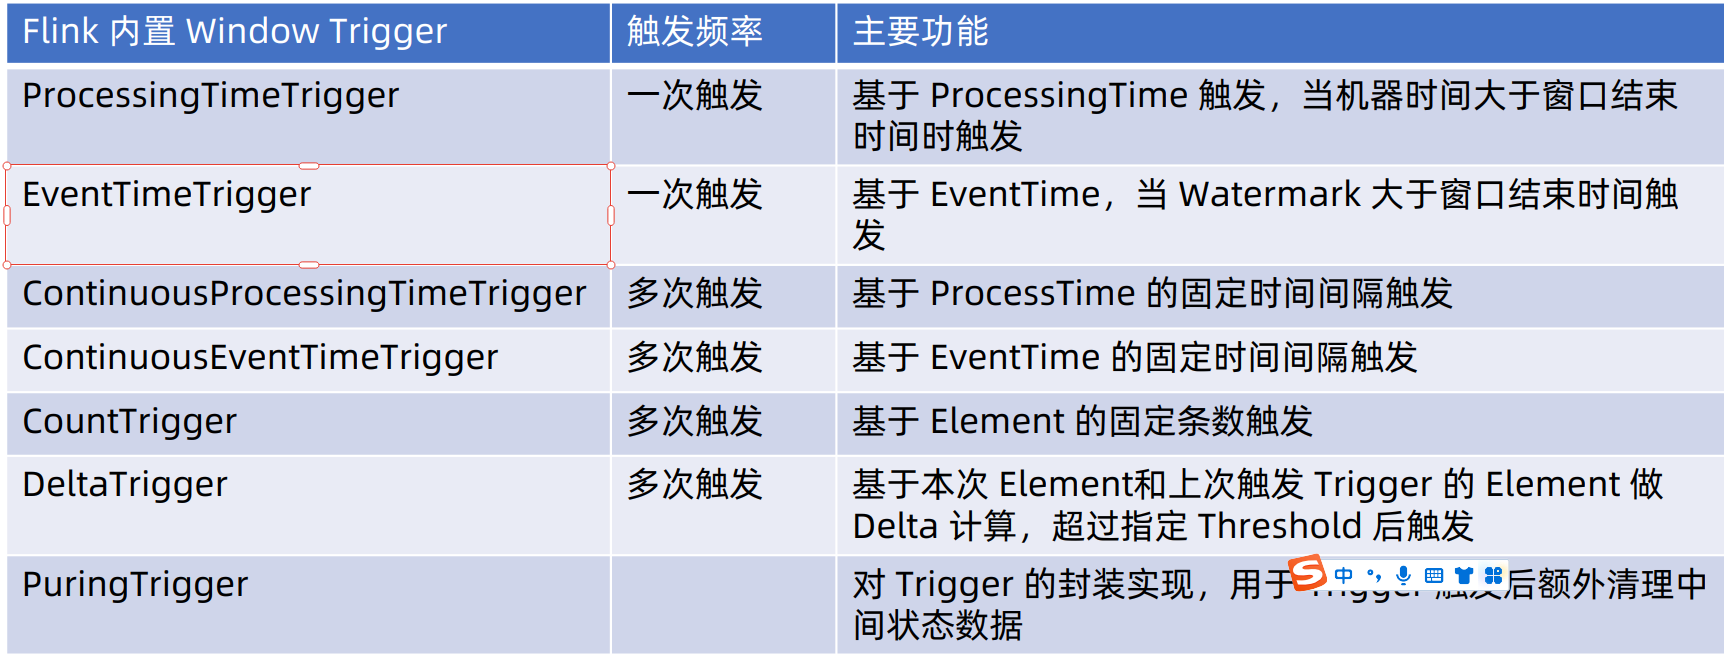 Flink 内置 Window Trigger 触发频率 主要功能
ProcessingTimeTrigger 一次触发 基于 ProcessingTime 触发，当机器时间大于窗口结束
时间时触发
EventTimeTrigger 一次触发 基于 EventTime，当 Watermark 大于窗口结束时间触
发
ContinuousProcessingTimeTrigger 多次触发 基于 ProcessTime 的固定时间间隔触发
ContinuousEventTimeTrigger 多次触发 基于 EventTime 的固定时间间隔触发
CountTrigger 多次触发 基于 Element 的固定条数触发
DeltaTrigger 多次触发 基于本次 Element和上次触发 Trigger 的 Element 做
Delta 计算，超过指定 Threshold 后触发
PuringTrigger 对 Trigger 的封装实现，用于 Trigger 触发后额外清理中
间状态数据
中